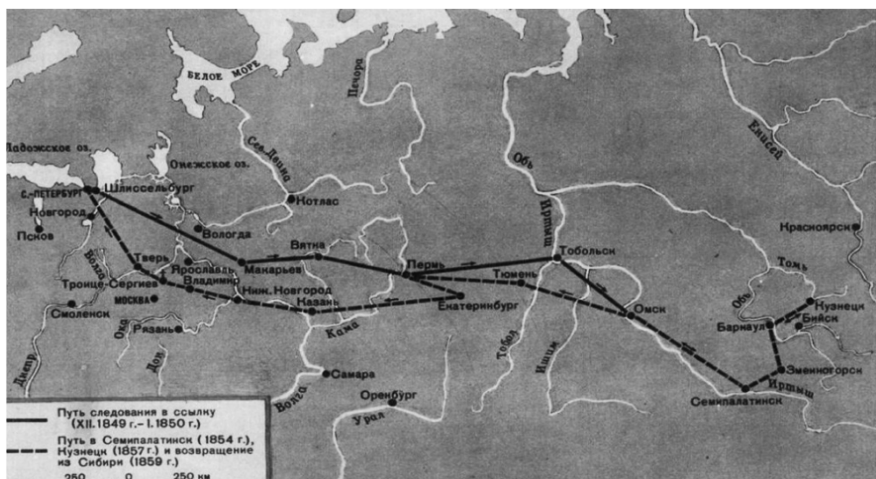 БЕЛОЕ МОРЕ
Печора
Енисей
Ладожское оз.
Онежское оз.
Сев. Двина
Обь
С.-ПЕТЕРБУРГ
Шлиссельбург
Котлас
Иртыш
Новгород
Красноярск
Псков
Вологда
Вятка
Волга
Тверь
Ярославль
Макарьев
Пермь
Тобольск
Томь
Троице-Сергиев
Владимир
Тюмень
МОСКВА
Ниж. Новгород
Казань
Екатеринбург
Омск
Обь
Кузнецк
Смоленск
Ока
Рязань
Кама
Барнаул
Бийск
Днепр
Дон
Тобол
Ишим
Самара
Змеиногорск
Волга
Оренбург
Урал
Семипалатинск
Иртыш
Путь следования в ссылку
(XII. 1849 г.– I. 1850 г.)
Путь в Семипалатинск (1854 г.),
Кузнецк (1857 г.) и возвращение
из Сибири (1859 г.)
250 0 250 км